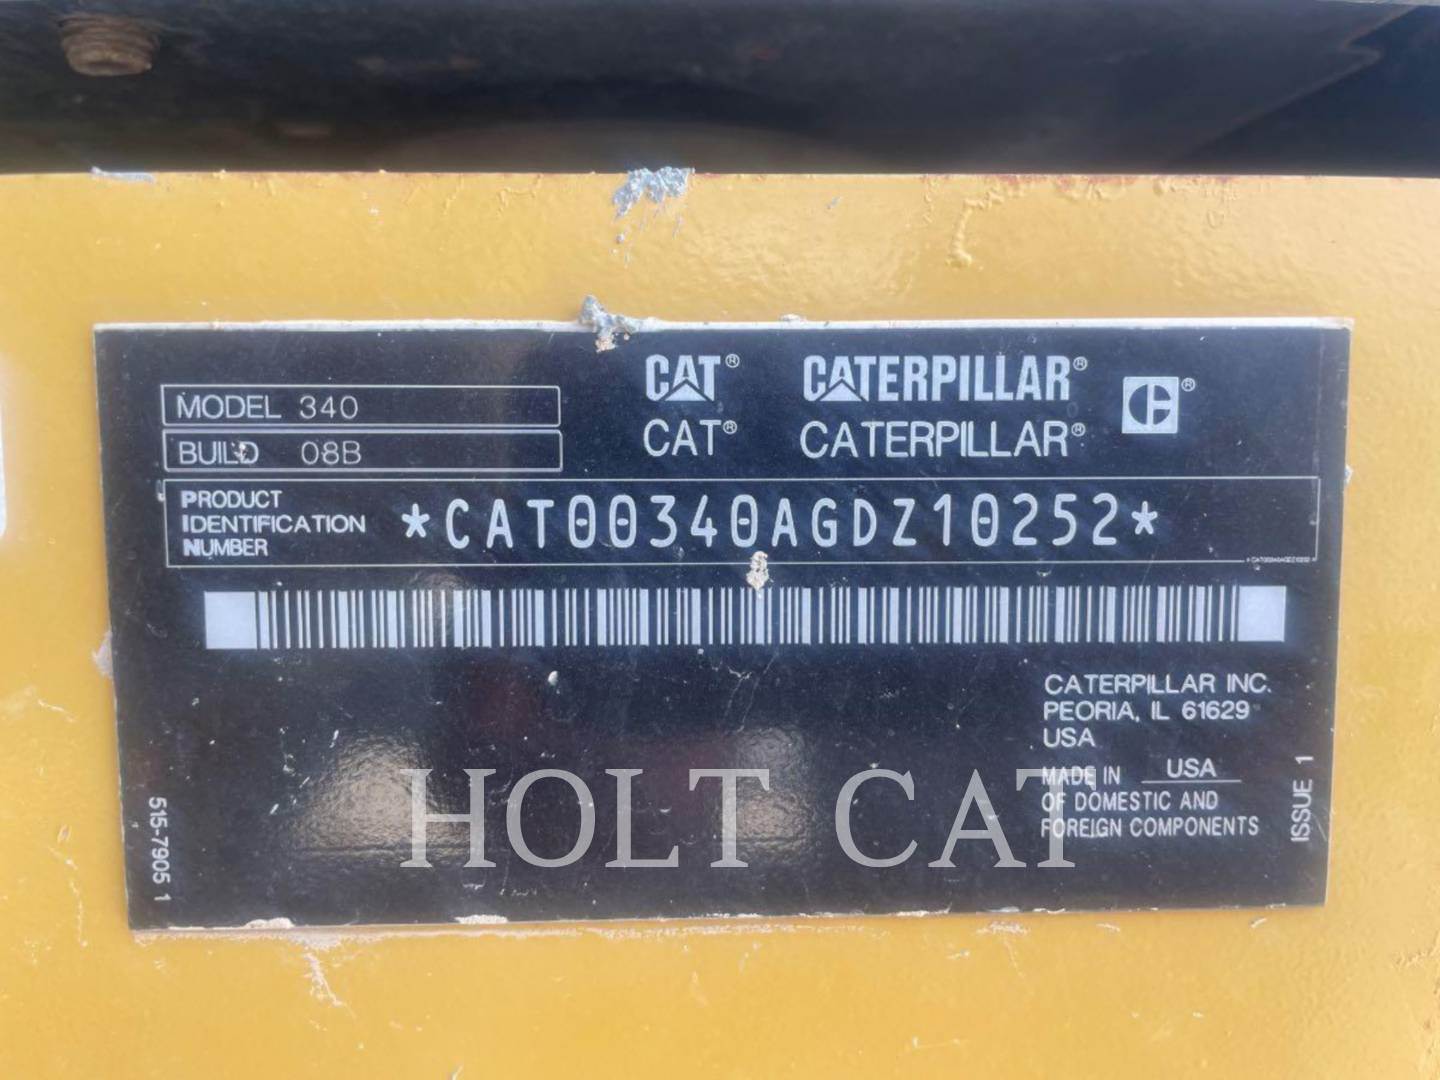 MODEL 340
BUILD 08B
CAT® CATERPILLAR®
CAT® CATERPILLAR®
PRODUCT
IDENTIFICATION
NUMBER
*CAT00340AGDZ10252*
CATERPILLAR INC.
PEORIA, IL 61629
USA
MADE IN USA
OF DOMESTIC AND
FOREIGN COMPONENTS
ISSUE 1
515-7905 1
HOLT CAT